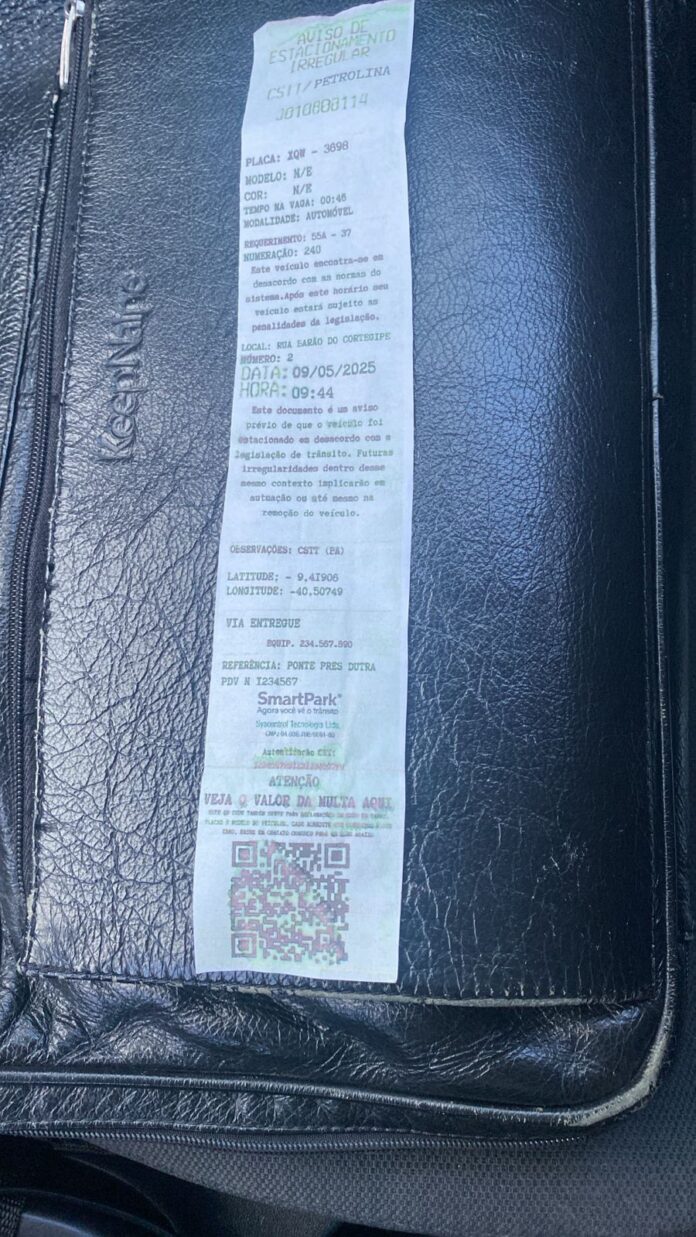 AVISO DE
ESTACIONAMENTO
IRREGULAR
CSTT/PETROLINA
J010800114
PLACA: XQW - 3698
MODELO: N/E
COR: N/E
TEMPO NA VAGA: 00:46
MODALIDADE: AUTOMÓVEL
REQUERIMENTO: 55A - 37
NUMERAÇÃO: 240
Este veículo encontra-se em
desacordo com as normas do
sistema.Após este horário seu
veículo estará sujeito as
penalidades da legislação.
LOCAL: RUA BARÃO DO CORTEGIPE
NÚMERO: 2
DATA: 09/05/2025
HORA: 09:44
Este documento é um aviso
prévio de que o veículo foi
estacionado em desacordo com a
legislação de trânsito. Futuras
irregularidades dentro desse
mesmo contexto implicarão em
autuação ou até mesmo na
remoção do veículo.
OBSERVAÇÕES: CSTT (PA)
LATITUDE: - 9,41906
LONGITUDE: -40,50749
VIA ENTREGUE
EQUIP. 234.567.890
REFERÊNCIA: PONTE PRES DUTRA
PDV N 1234567
SmartPark
Agora você vê o trânsito
Tecnologia Ltda.
Autenticação CST:
ATENÇÃO
VEJA O VALOR DA MULTA AQUI
KeepNape